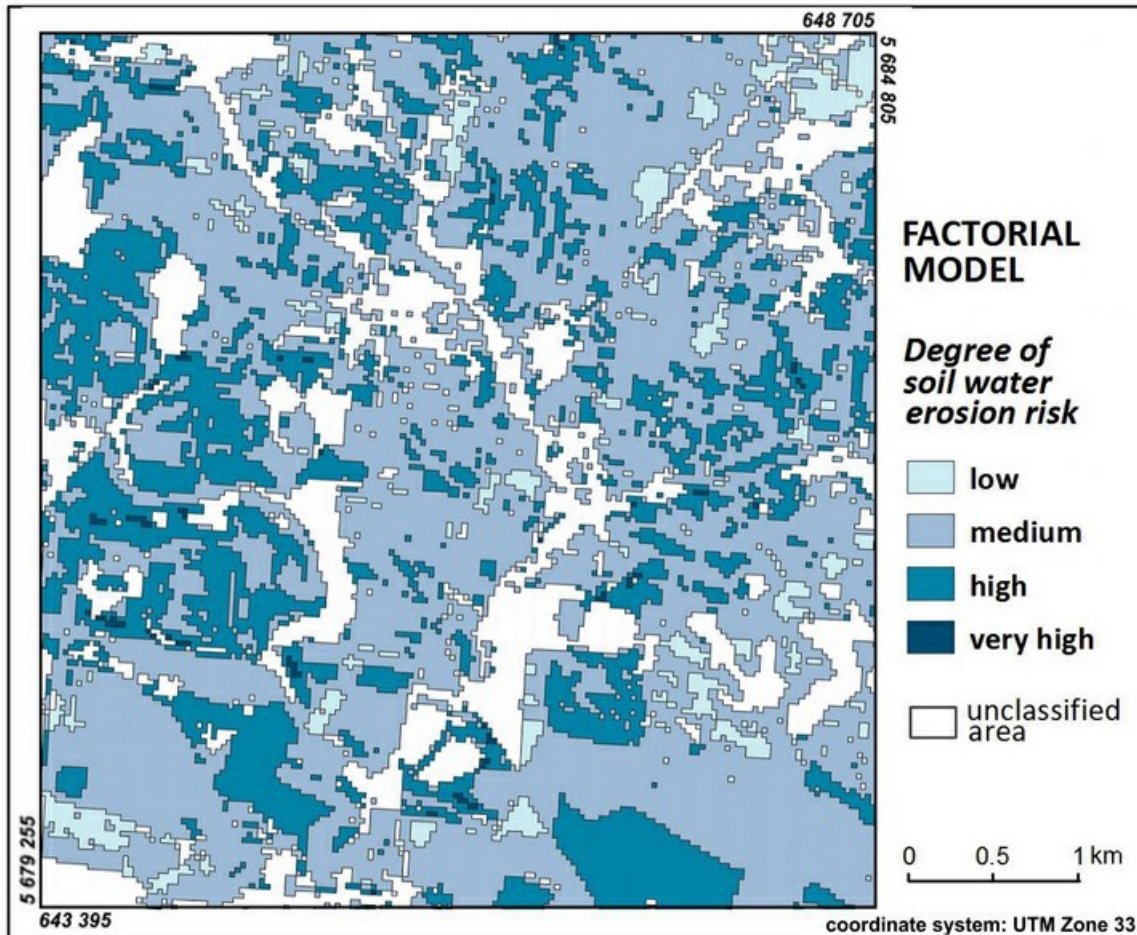 648 705
5 684 805
FACTORIAL
MODEL
Degree of
soil water
erosion risk
low
medium
high
very high
unclassified
area
0 0.5 1 km
5 679 255
643 395
coordinate system: UTM Zone 33